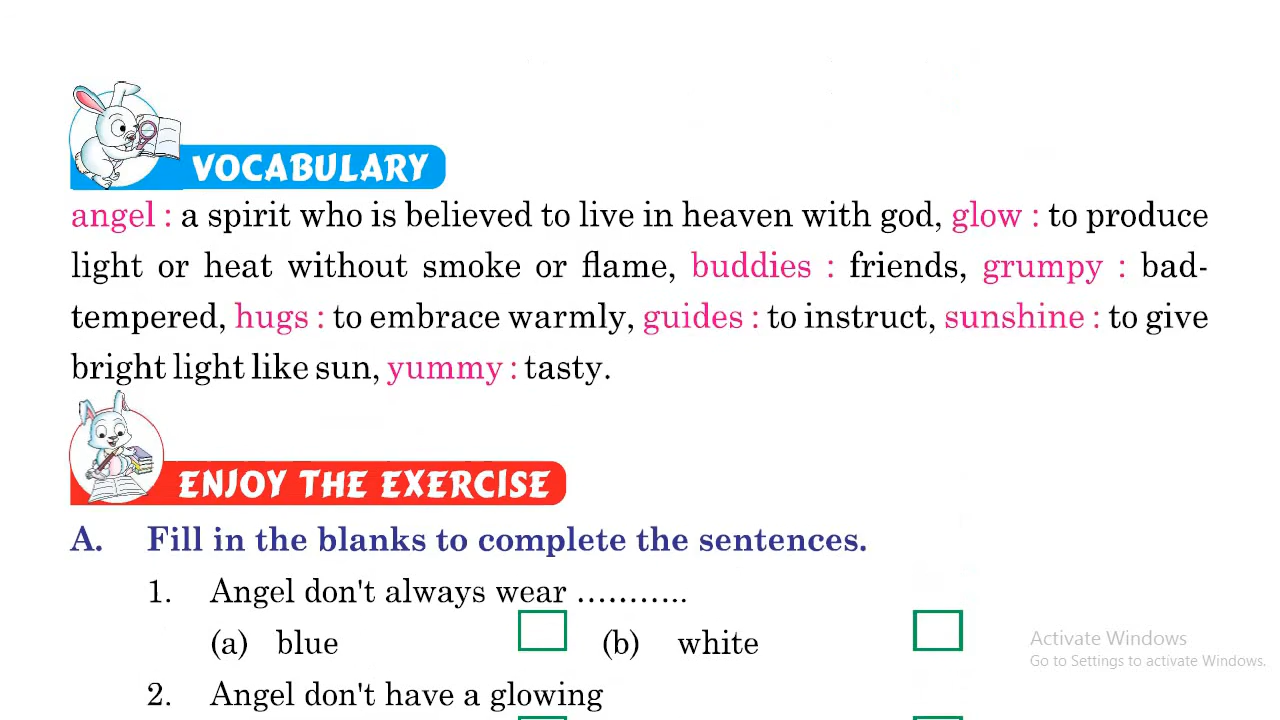 VOCABULARY
angel : a spirit who is believed to live in heaven with god, glow : to produce
light or heat without smoke or flame, buddies : friends, grumpy : bad-
tempered, hugs : to embrace warmly, guides : to instruct, sunshine : to give
bright light like sun, yummy : tasty.
ENJOY THE EXERCISE
A. Fill in the blanks to complete the sentences.
1. Angel don't always wear ...........
(a) blue (b) white
2. Angel don't have a glowing
Activate Windows
Go to Settings to activate Windows.